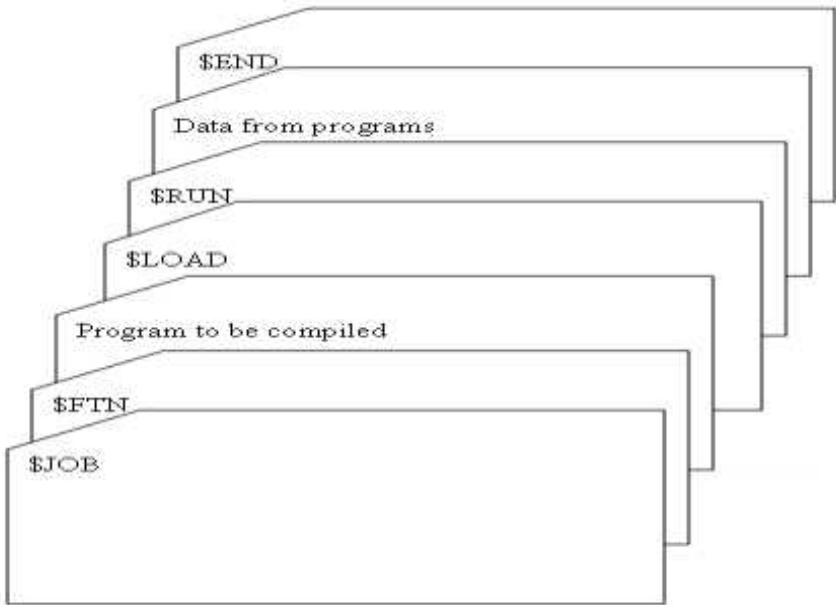 $END
Data from programs
$RUN
$LOAD
Program to be compiled
$FTN
$JOB